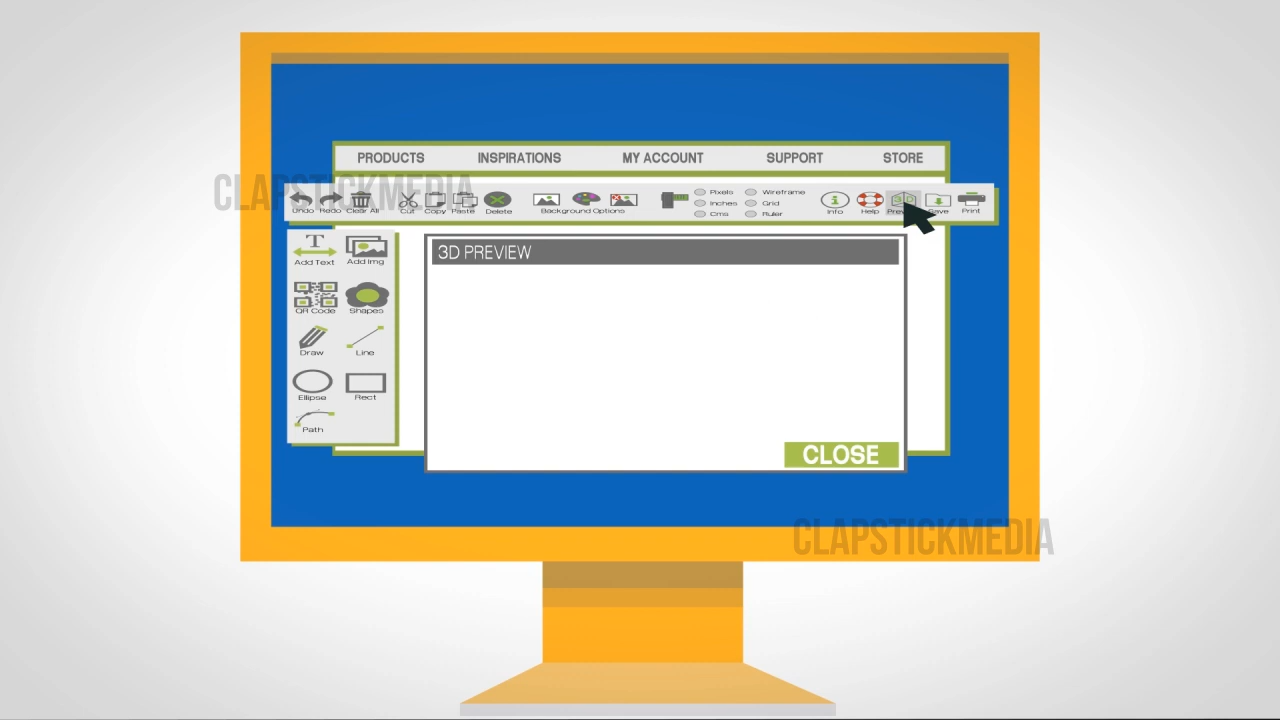 PRODUCTS INSPIRATIONS MY ACCOUNT SUPPORT STORE
CLAPSTICKMEDIA
Undo Redo Clear All Cut Copy Paste Delete Background Options
Pixels Wireframe
Inches Grid
Cms Ruler
Info Help Save Print
3D PREVIEW
Add Text Add Img
QR Code Shapes
Draw Line
Ellipse Rect
Path
CLOSE
CLAPSTICKMEDIA